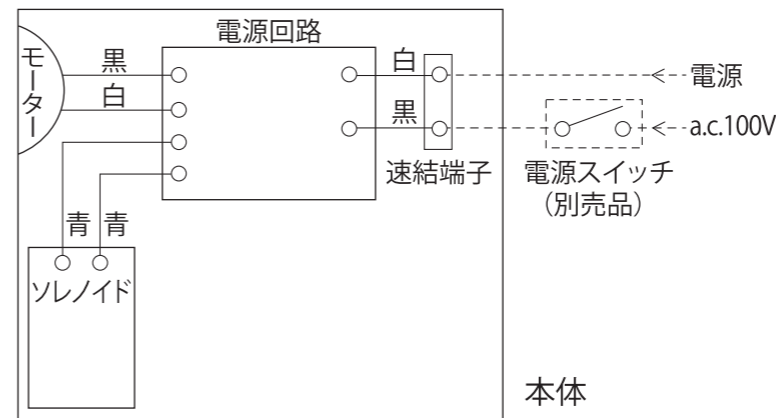 電源回路
モーター
黒
白
白
黒
電源
a.c.100V
速結端子
電源スイッチ
(別売品)
青
青
ソレノイド
本体